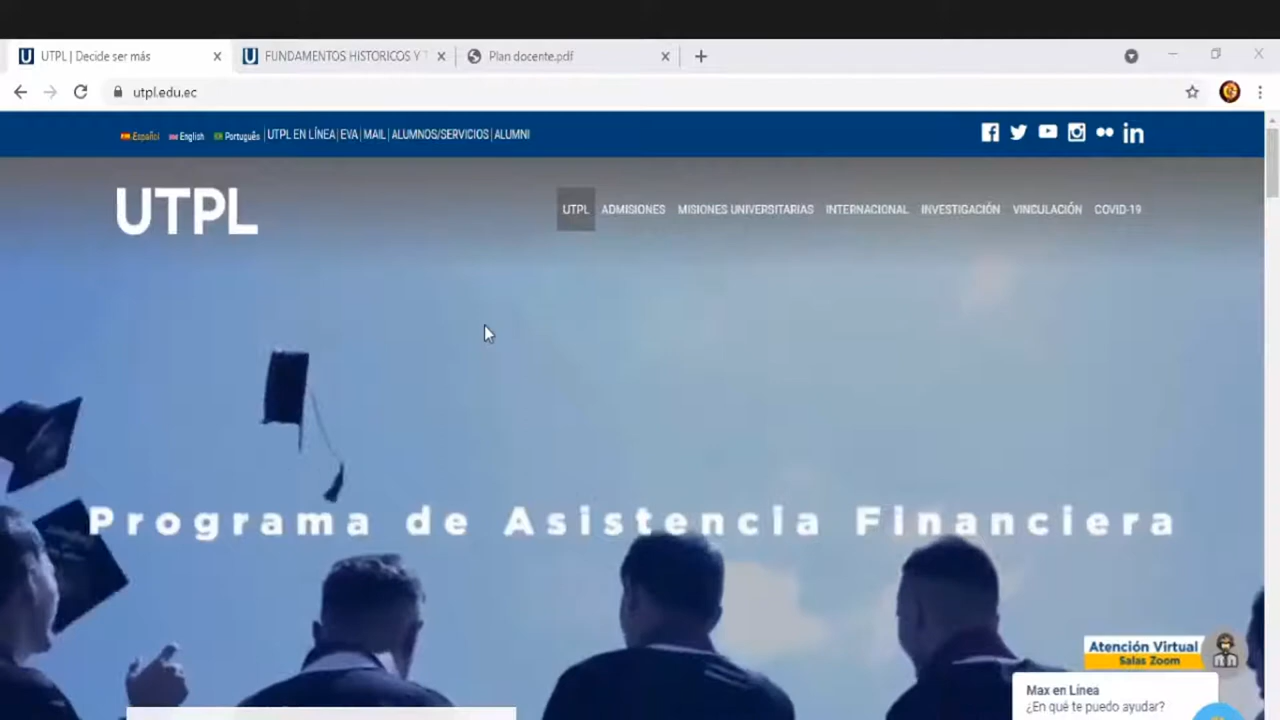 UTPL | Decide ser más
FUNDAMENTOS HISTORICOS Y T
Plan docente.pdf
utpl.edu.ec
Español English Português | UTPL EN LÍNEA | EVA | MAIL | ALUMNOS/SERVICIOS | ALUMNI
UTPL
UTPL ADMISIONES MISIONES UNIVERSITARIAS INTERNACIONAL INVESTIGACIÓN VINCULACIÓN COVID-19
Programa de Asistencia Financiera
Atención Virtual
Salas Zoom
Max en Línea
¿En qué te puedo ayudar?